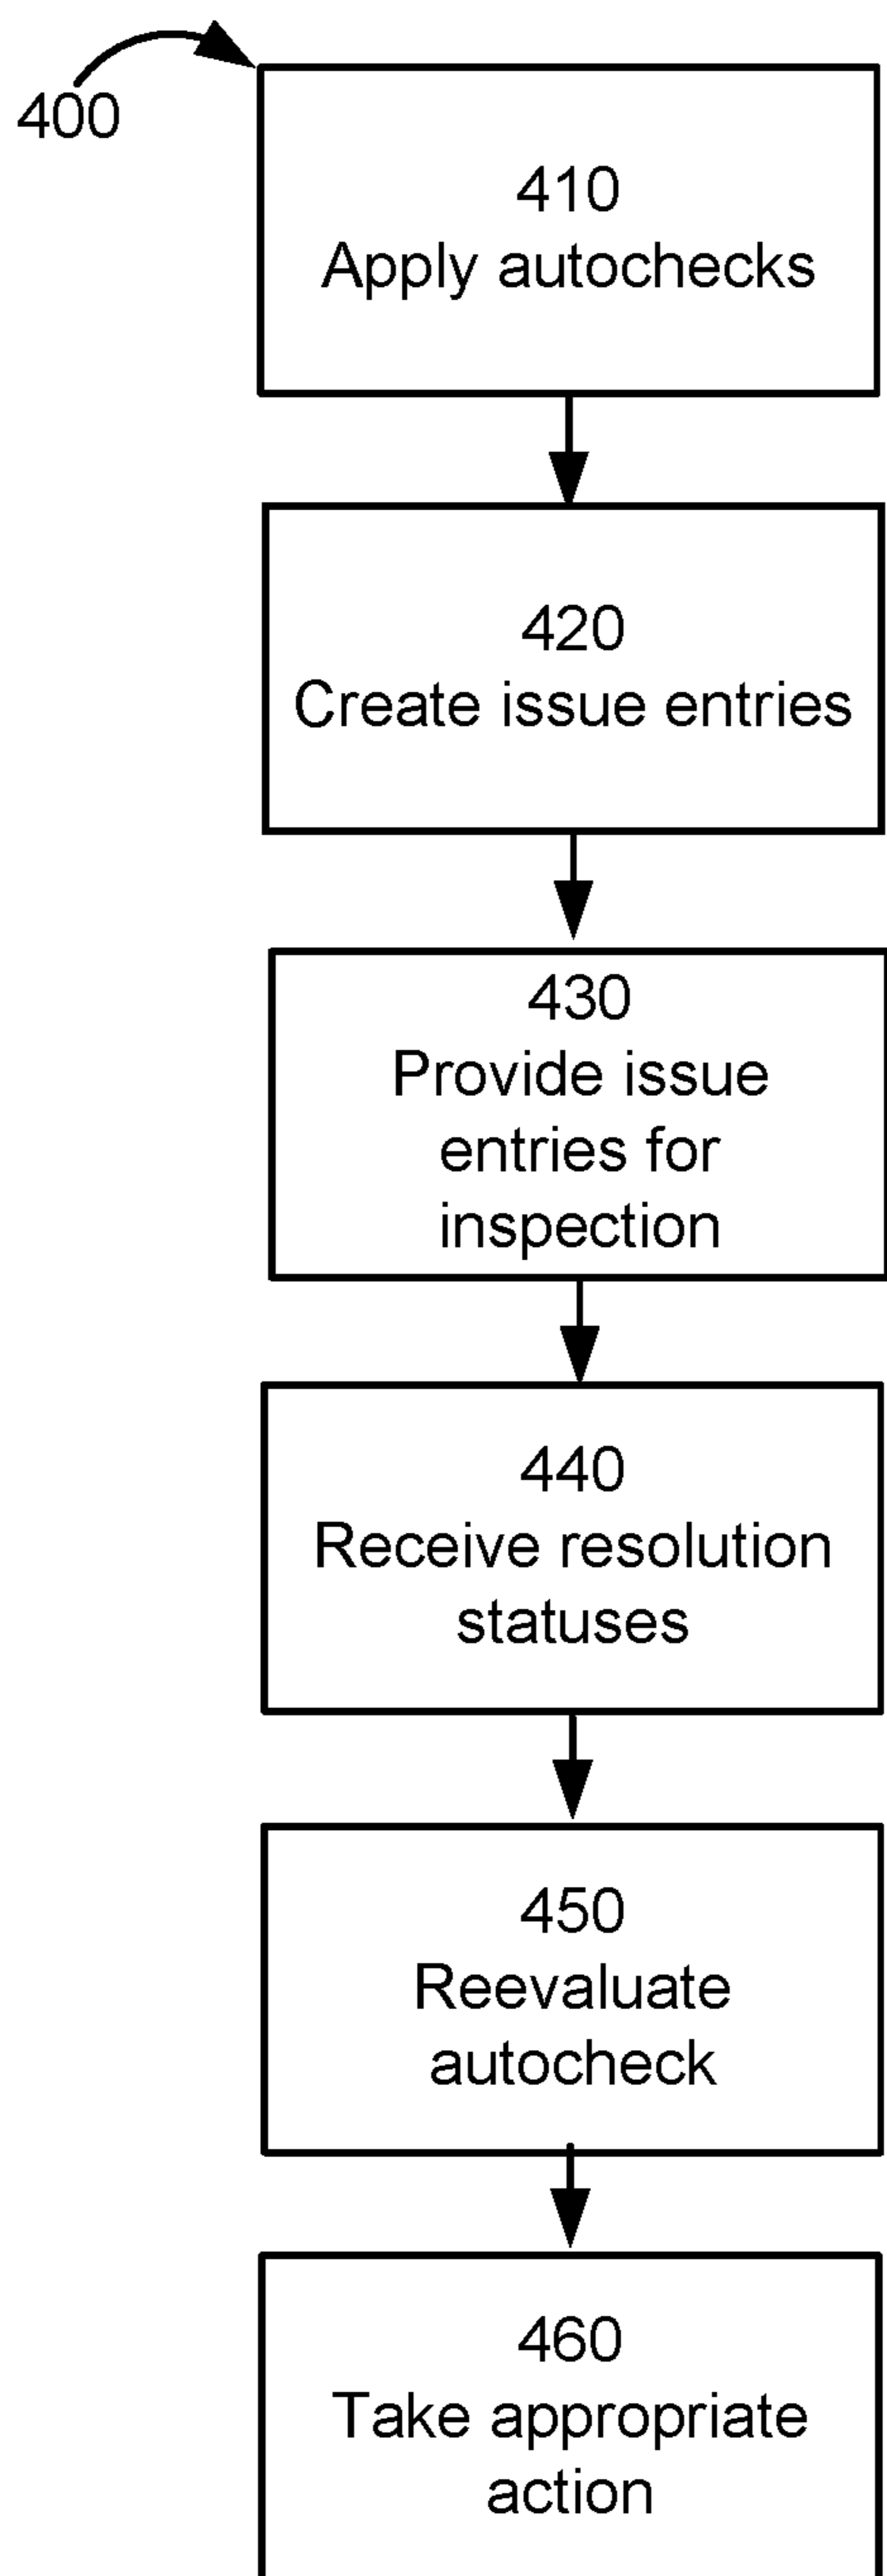 400
410
Apply autochecks
420
Create issue entries
430
Provide issue
entries for
inspection
440
Receive resolution
statuses
450
Reevaluate
autocheck
460
Take appropriate
action